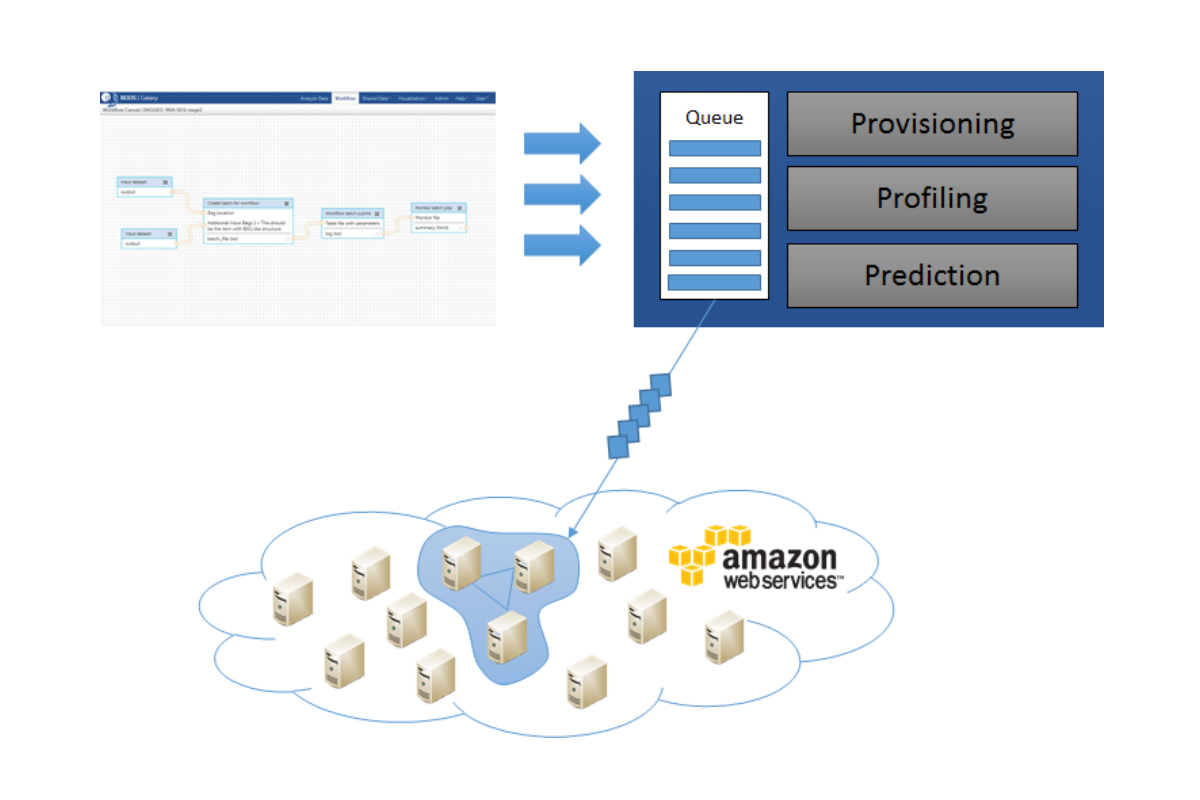 BDDS | Galaxy
Analyze Data Workflow Shared Data Visualization Admin Help User
Workflow Canvas | BAGGED RNA-SEQ-stage2
Input dataset
output
Input dataset
output
Create batch for workflow
Bag location
Additional Input Bags 1 > This should
be the item with BAG like structure.
batch_file (txt)
Workflow batch submit
Table file with parameters
log (txt)
Monitor batch jobs
Monitor file
summary (html)
Queue
Provisioning
Profiling
Prediction
amazon
web services™